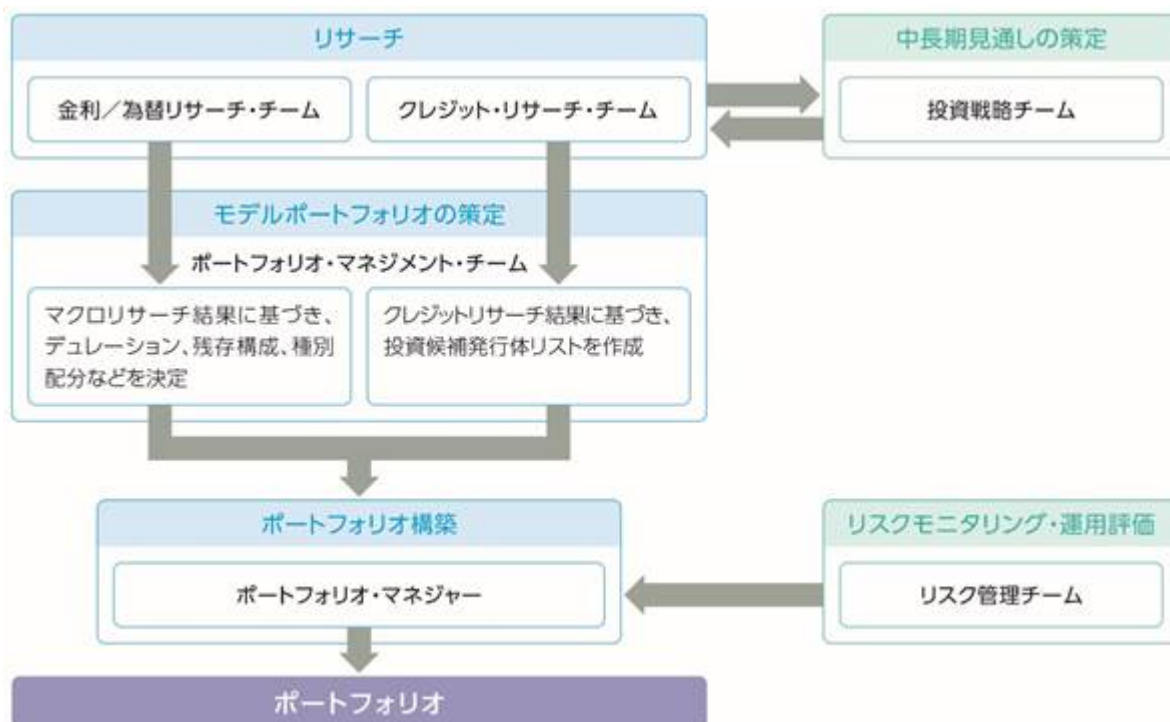 リサーチ
金利／為替リサーチ・チーム
クレジット・リサーチ・チーム
中長期見通しの策定
投資戦略チーム
モデルポートフォリオの策定
ポートフォリオ・マネジメント・チーム
マクロリサーチ結果に基づき、
デュレーション、残存構成、種別
配分などを決定
クレジットリサーチ結果に基づき、
投資候補発行体リストを作成
ポートフォリオ構築
ポートフォリオ・マネジャー
リスクモニタリング・運用評価
リスク管理チーム
ポートフォリオ